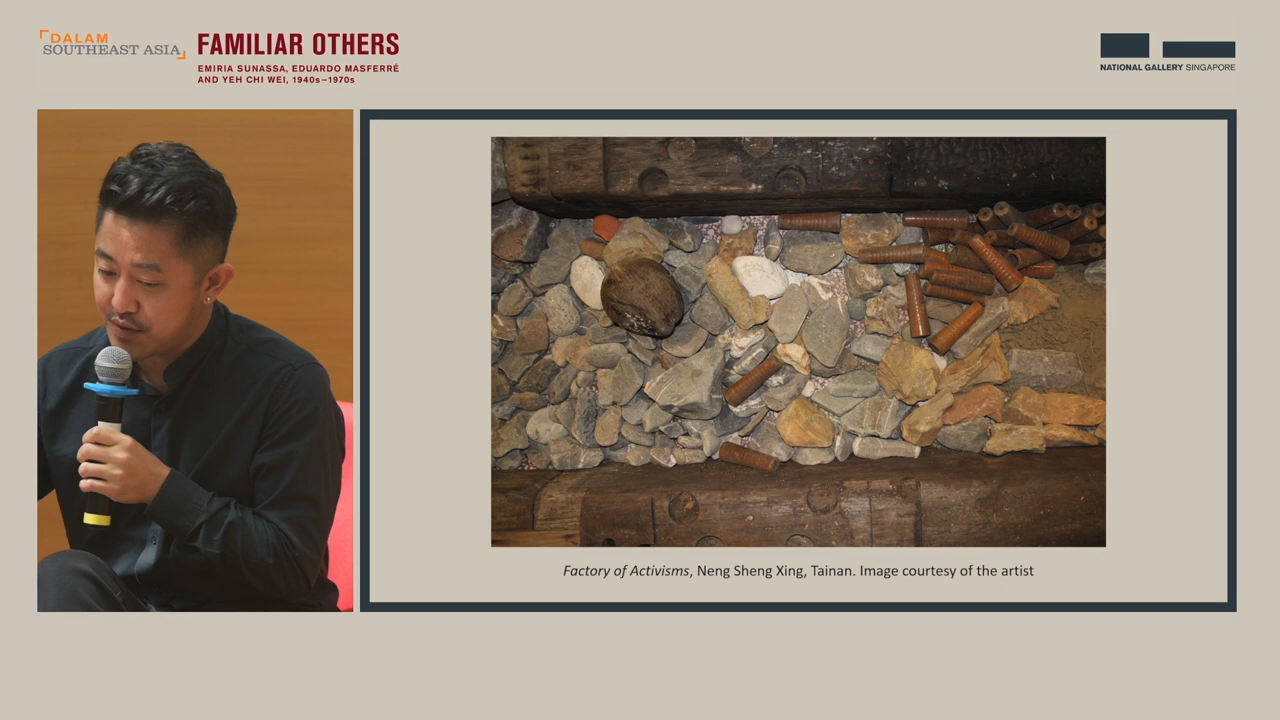 DALAM
SOUTHEAST ASIA
FAMILIAR OTHERS
EMIRIA SUNASSA, EDUARDO MASFERRÉ
AND YEH CHI WEI, 1940s–1970s
NATIONAL GALLERY SINGAPORE
Factory of Activisms, Neng Sheng Xing, Tainan. Image courtesy of the artist